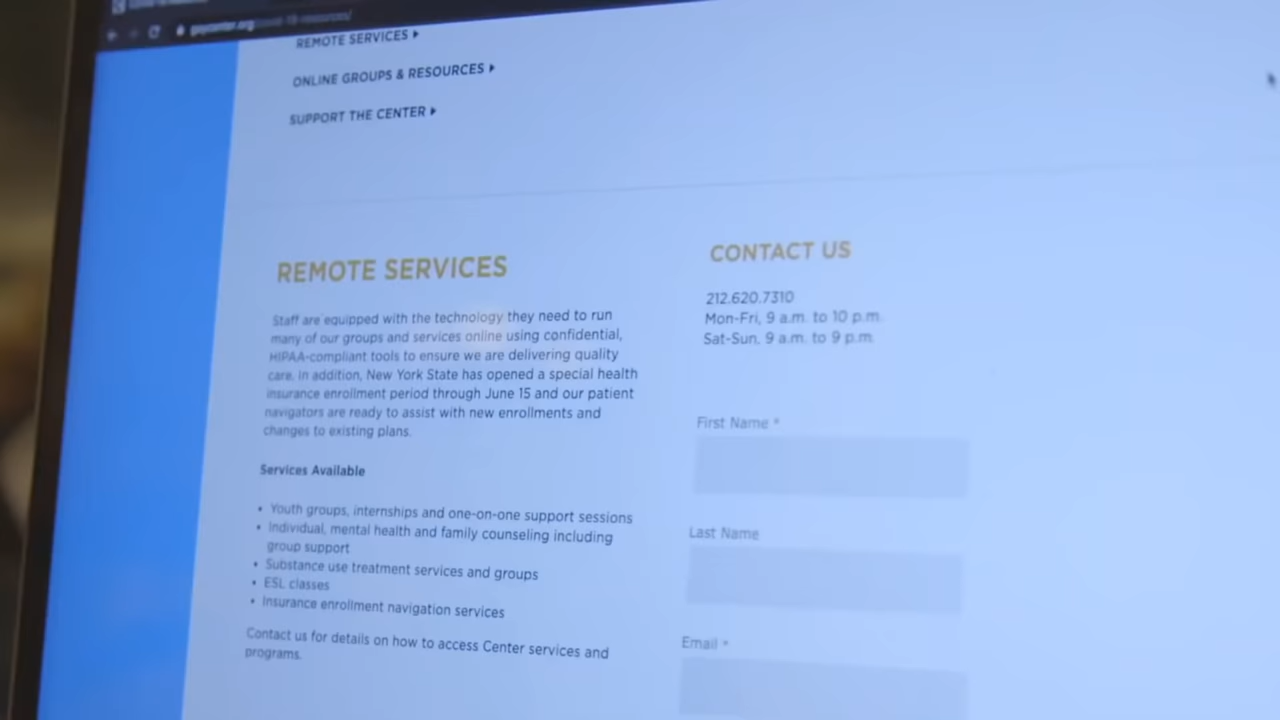 REMOTE SERVICES
ONLINE GROUPS & RESOURCES
SUPPORT THE CENTER
REMOTE SERVICES
Staff are equipped with the technology they need to run
many of our groups and services online using confidential,
HIPAA-compliant tools to ensure we are delivering quality
care. In addition, New York State has opened a special health
insurance enrollment period through June 15 and our patient
navigators are ready to assist with new enrollments and
changes to existing plans.
Services Available
• Youth groups, internships and one-on-one support sessions
• Individual, mental health and family counseling including
group support
• Substance use treatment services and groups
• ESL classes
• Insurance enrollment navigation services
Contact us for details on how to access Center services and
programs.
CONTACT US
212.620.7310
Mon-Fri, 9 a.m. to 10 p.m.
Sat-Sun, 9 a.m. to 9 p.m.
First Name *
Last Name
Email *